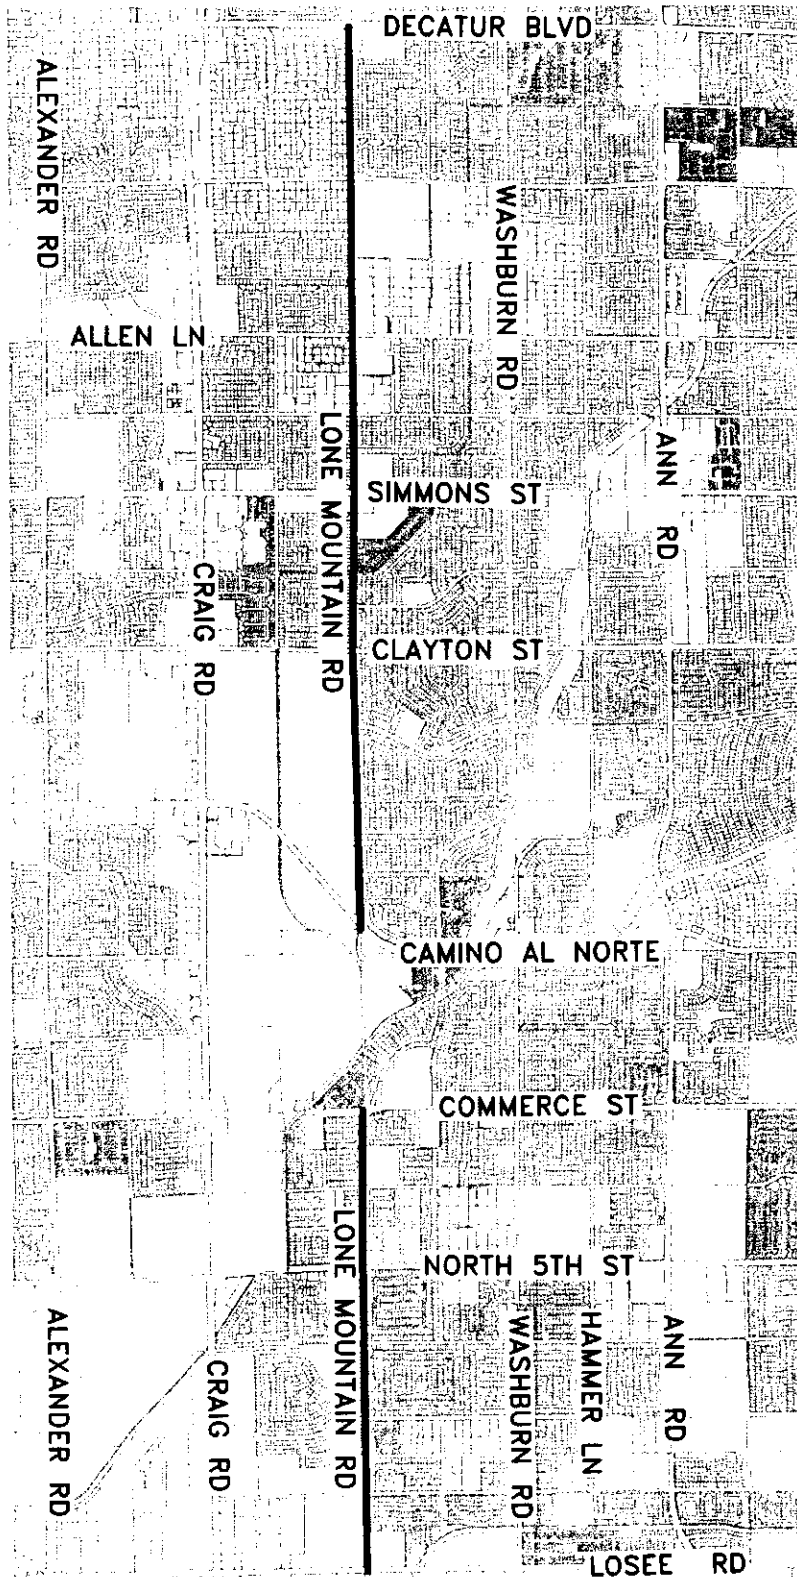 DECATUR BLVD
ALEXANDER RD
WASHBURN RD
ALLEN LN
LONE MOUNTAIN RD
ANN RD
SIMMONS ST
CRAIG RD
CLAYTON ST
CAMINO AL NORTE
COMMERCE ST
LONE MOUNTAIN RD
NORTH 5TH ST
ALEXANDER RD
CRAIG RD
WASHBURN RD
HAMMER LN
ANN RD
LOSEE RD